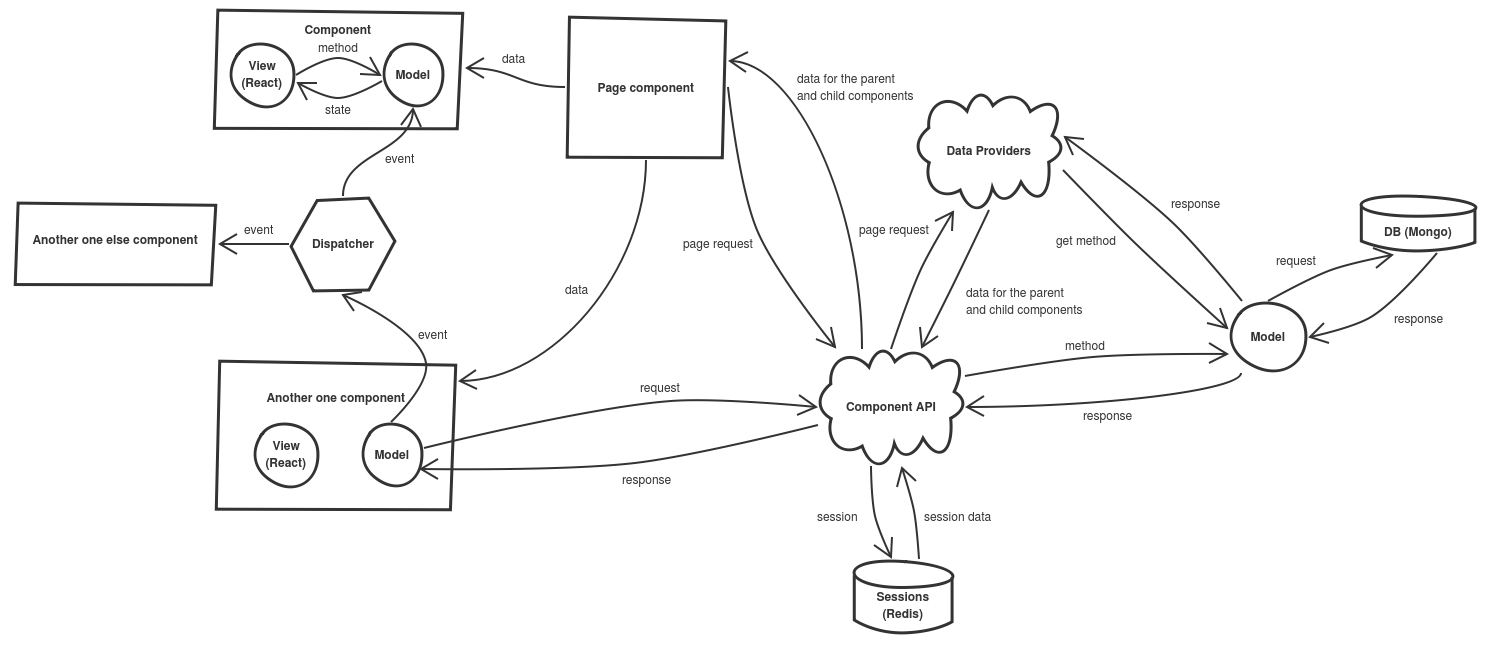 Component
method
View
(React)
Model
state
data
Page component
data for the parent
and child components
Data Providers
event
Another one else component
event
Dispatcher
page request
page request
response
get method
DB (Mongo)
request
response
data
data for the parent
and child components
event
Model
method
response
Another one component
View
(React)
Model
request
response
Component API
session
session data
Sessions
(Redis)